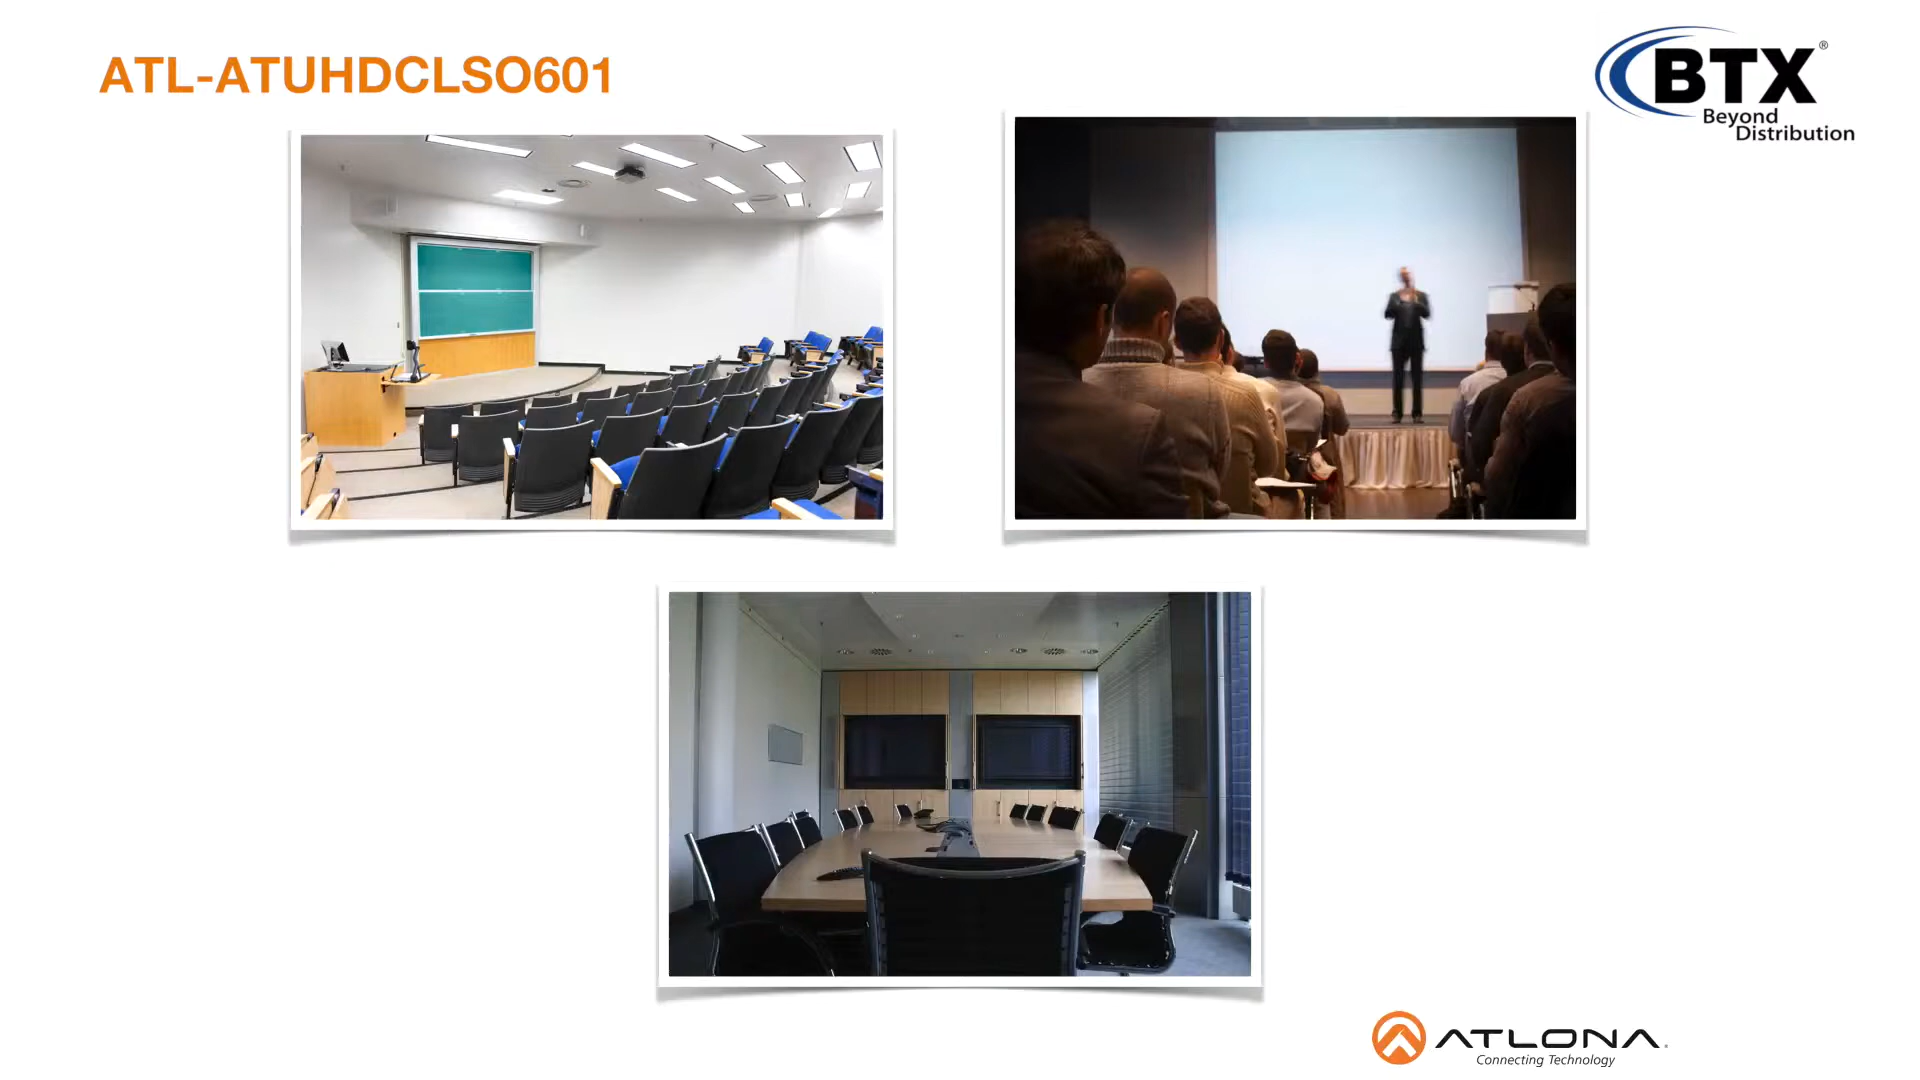 ATL-ATUHDCLSO601
BTX®
Beyond
Distribution
ATLONA
Connecting Technology